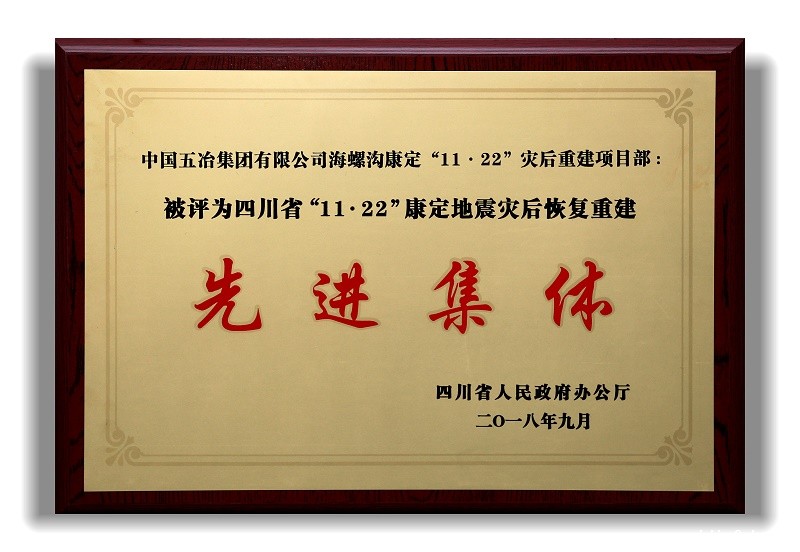 中国五冶集团有限公司海螺沟康定“11·22”灾后重建项目部：
被评为四川省“11·22”康定地震灾后恢复重建
先进集体
四川省人民政府办公厅
二O一八年九月